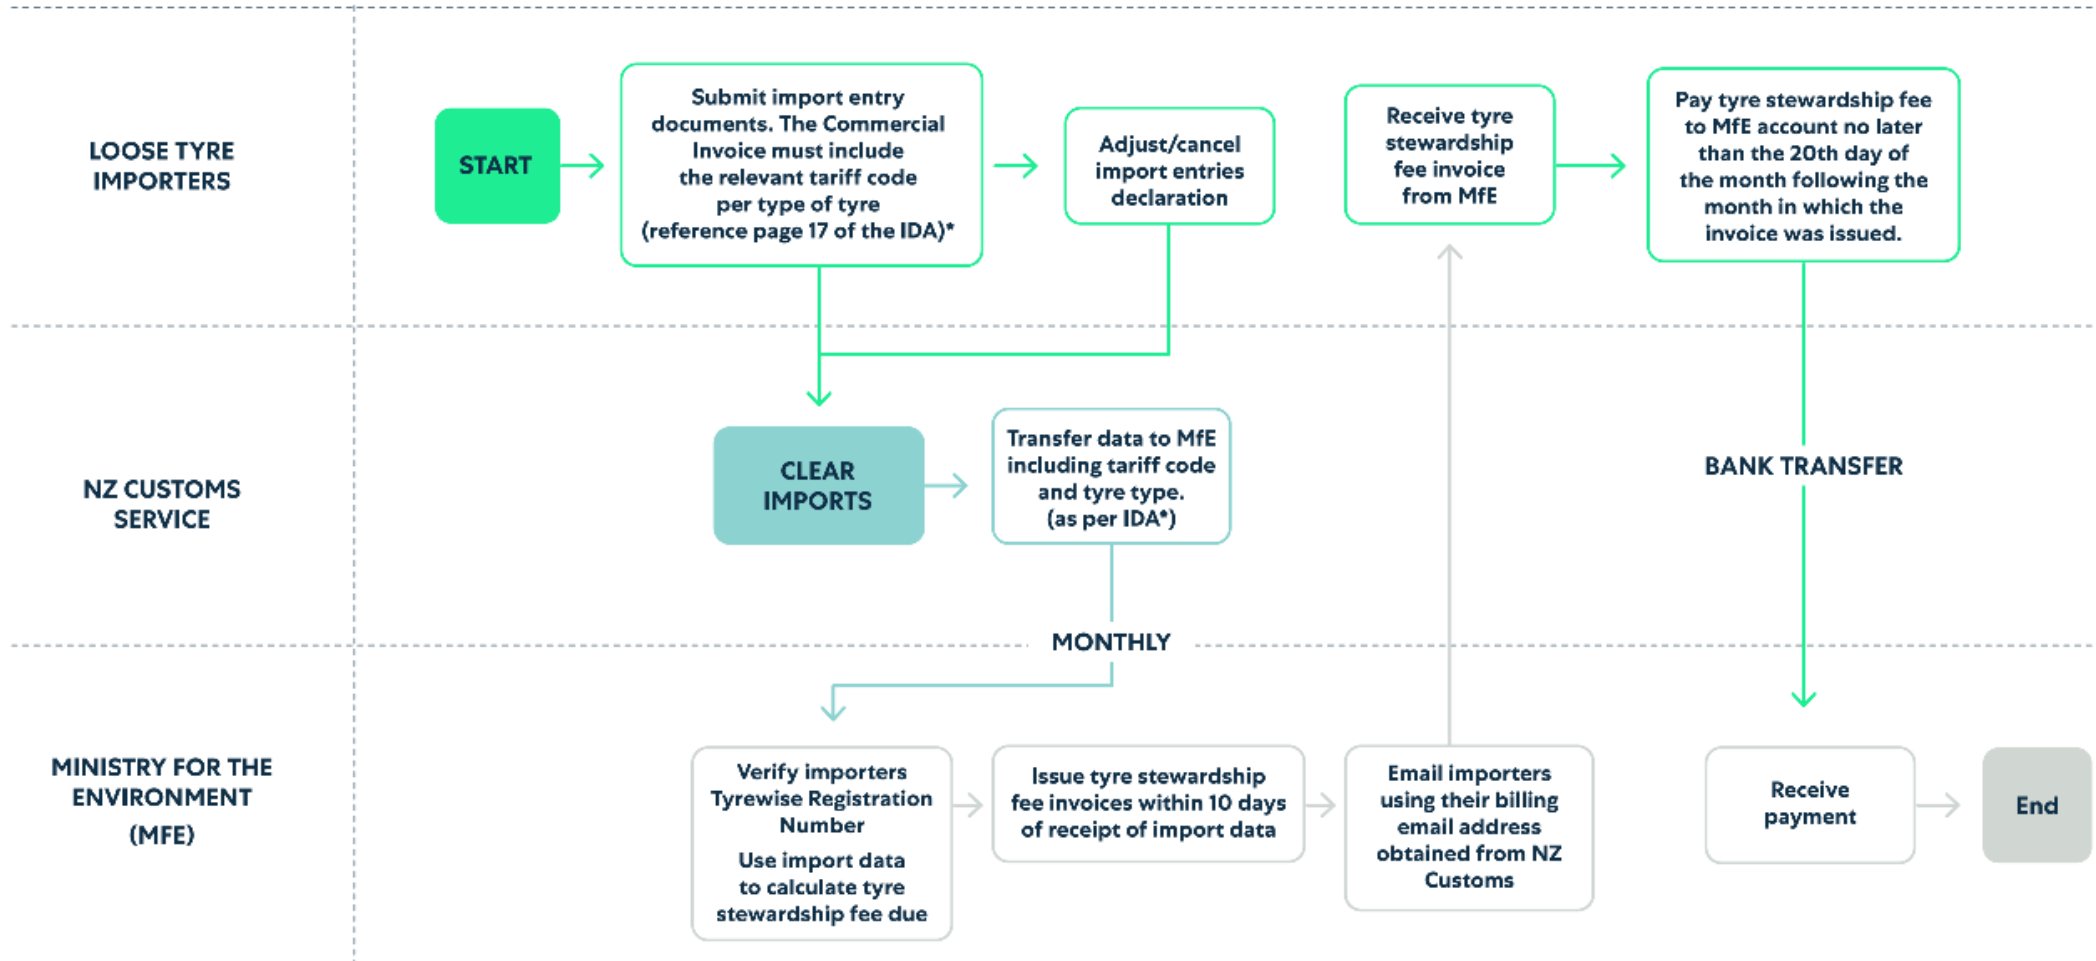 LOOSE TYRE
IMPORTERS
START
Submit import entry
documents. The Commercial
Invoice must include
the relevant tariff code
per type of tyre
(reference page 17 of the IDA)*
Adjust/cancel
import entries
declaration
Receive tyre
stewardship
fee invoice
from MfE
Pay tyre stewardship fee
to MfE account no later
than the 20th day of
the month following the
month in which the
invoice was issued.
NZ CUSTOMS
SERVICE
CLEAR
IMPORTS
Transfer data to MfE
including tariff code
and tyre type.
(as per IDA*)
BANK TRANSFER
MONTHLY
MINISTRY FOR THE
ENVIRONMENT
(MFE)
Verify importers
Tyrewise Registration
Number
Use import data
to calculate tyre
stewardship fee due
Issue tyre stewardship
fee invoices within 10 days
of receipt of import data
Email importers
using their billing
email address
obtained from NZ
Customs
Receive
payment
End